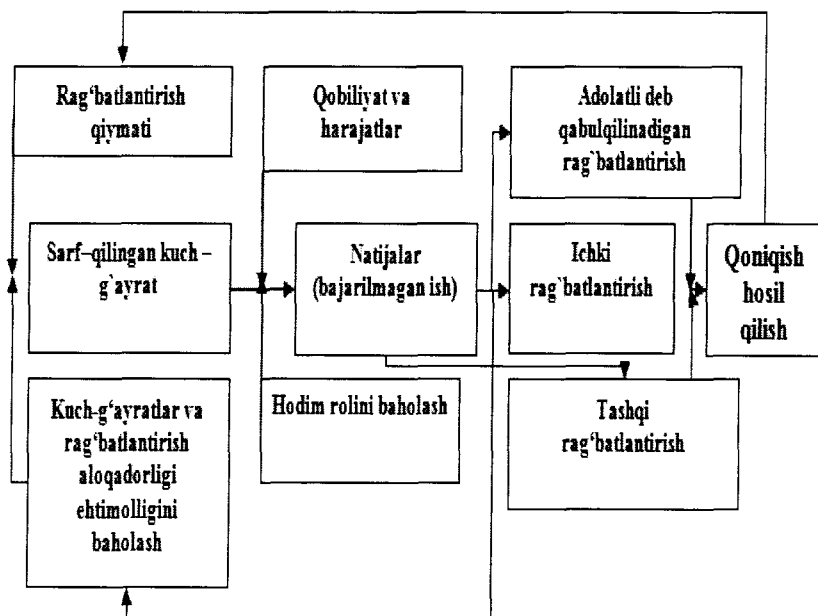 Rag‘batlantirish
qiymati
Qobiliyat va
harajatlar
Adolatli deb
qabulqilinadigan
rag`batlantirish
Sarf–qilingan kuch –
g`ayrat
Natijalar
(bajarilmagan ish)
Ichki
rag`batlantirish
Qoniqish
hosil
qilish
Kuch-g‘ayratlar va
rag‘batlantirish
aloqadorligi
ehtimolligini
baholash
Hodim rolini baholash
Tashqi
rag‘batlantirish